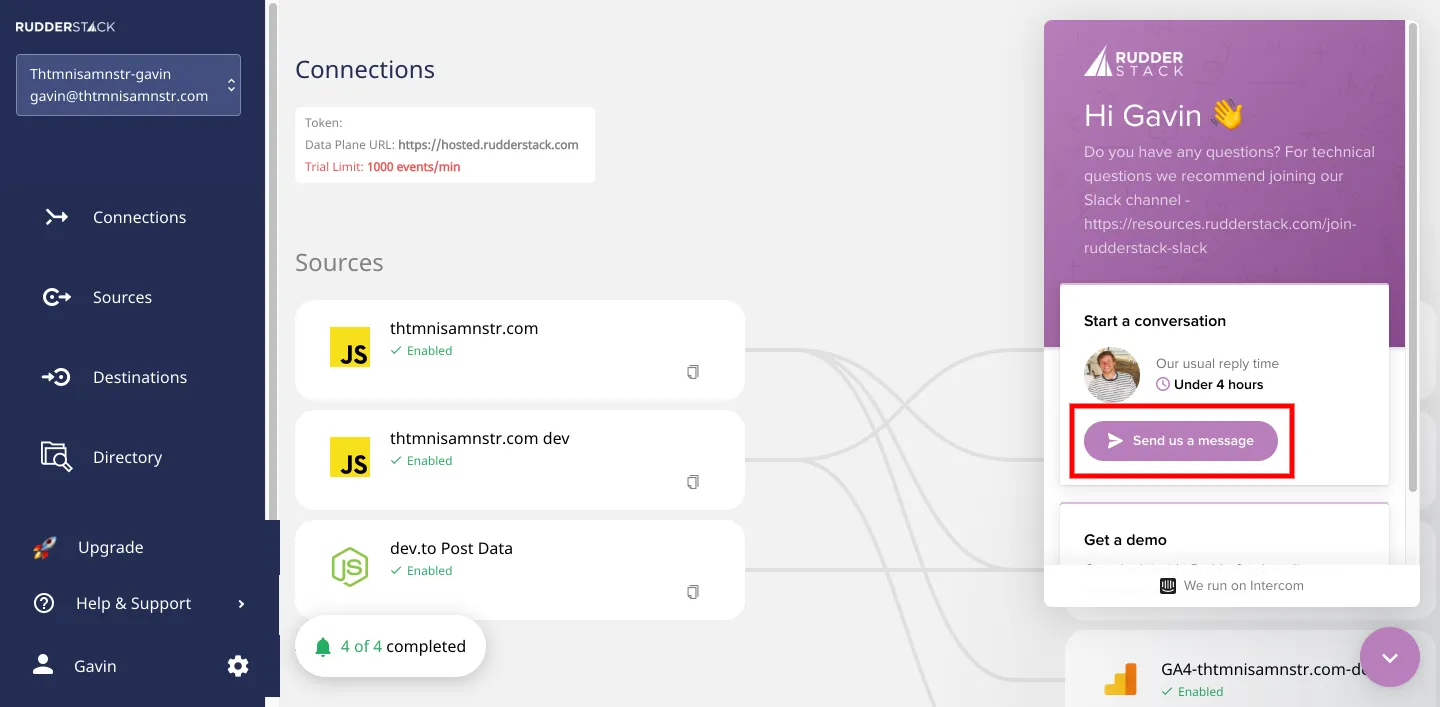 RUDDERSTACK
Thtmnisamnstr-gavin
gavin@thtmnisamnstr.com
Connections
Sources
Destinations
Directory
Upgrade
Help & Support
Gavin
Connections
Token:
Data Plane URL: https://hosted.rudderstack.com
Trial Limit: 1000 events/min
Sources
JS
thtmnisamnstr.com
Enabled
JS
thtmnisamnstr.com dev
Enabled
JS
dev.to Post Data
Enabled
4 of 4 completed
RUDDER
STACK
Hi Gavin 👋
Do you have any questions? For technical
questions we recommend joining our
Slack channel -
https://resources.rudderstack.com/join-
rudderstack-slack
Start a conversation
Our usual reply time
Under 4 hours
Send us a message
Get a demo
We run on Intercom
GA4-thtmnisamnstr.com-de
Enabled